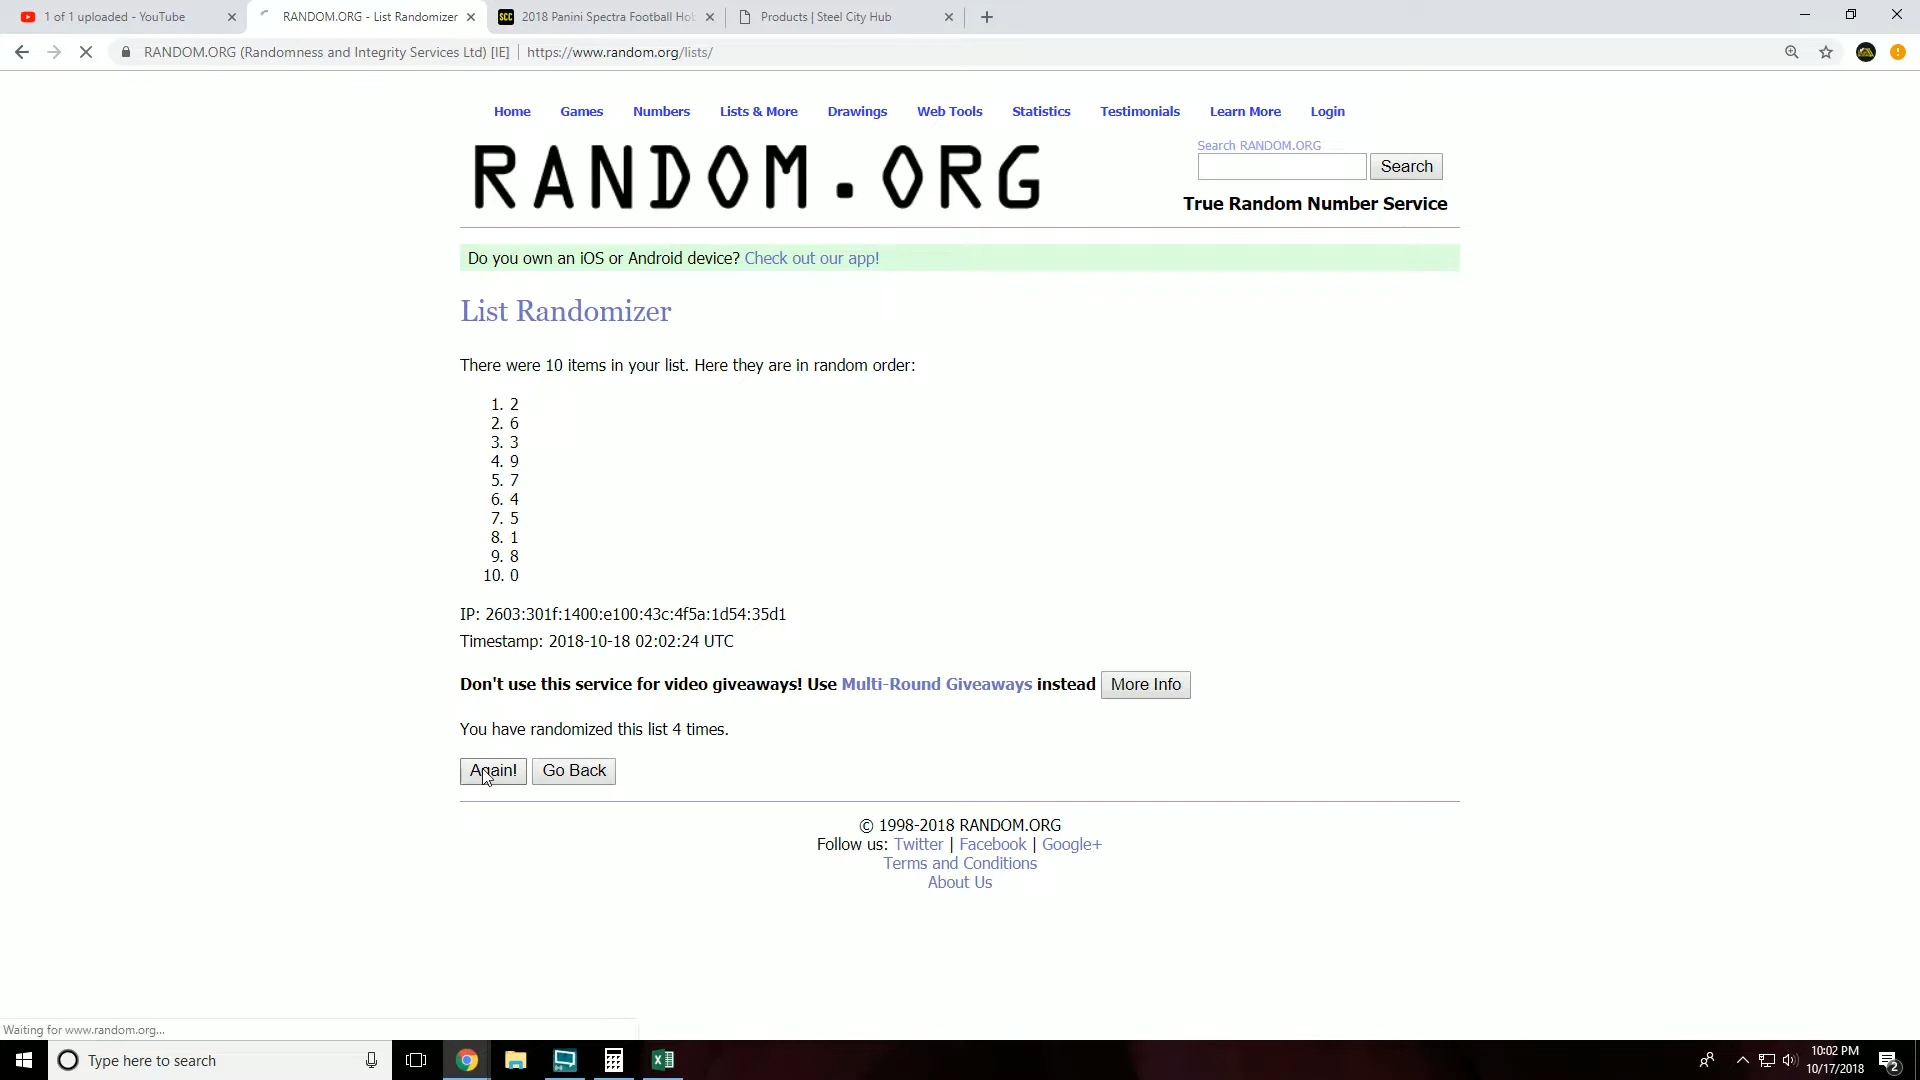 1 of 1 uploaded - YouTube
RANDOM.ORG - List Randomizer
2018 Panini Spectra Football Hob
Products | Steel City Hub
RANDOM.ORG (Randomness and Integrity Services Ltd) [IE] | https://www.random.org/lists/
Home Games Numbers Lists & More Drawings Web Tools Statistics Testimonials Learn More Login
RANDOM.ORG
Search RANDOM.ORG
Search
True Random Number Service
Do you own an iOS or Android device? Check out our app!
List Randomizer
There were 10 items in your list. Here they are in random order:
1. 2
2. 6
3. 3
4. 9
5. 7
6. 4
7. 5
8. 1
9. 8
10. 0
IP: 2603:301f:1400:e100:43c:4f5a:1d54:35d1
Timestamp: 2018-10-18 02:02:24 UTC
Don't use this service for video giveaways! Use Multi-Round Giveaways instead More Info
You have randomized this list 4 times.
Again! Go Back
© 1998-2018 RANDOM.ORG
Follow us: Twitter | Facebook | Google+
Terms and Conditions
About Us
Waiting for www.random.org...
Type here to search
10:02 PM
10/17/2018
2